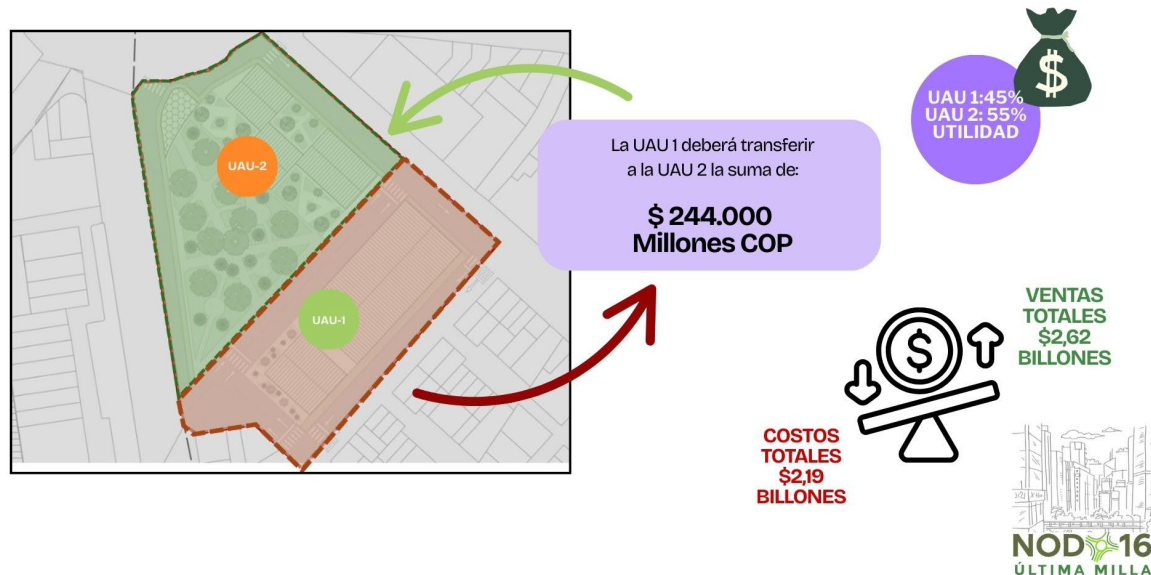 UAU-2
UAU-1
La UAU 1 deberá transferir
a la UAU 2 la suma de:
$ 244.000
Millones COP
UAU 1:45%
UAU 2: 55%
UTILIDAD
$
$
VENTAS
TOTALES
$2,62
BILLONES
COSTOS
TOTALES
$2,19
BILLONES
NODO 16
ÚLTIMA MILLA